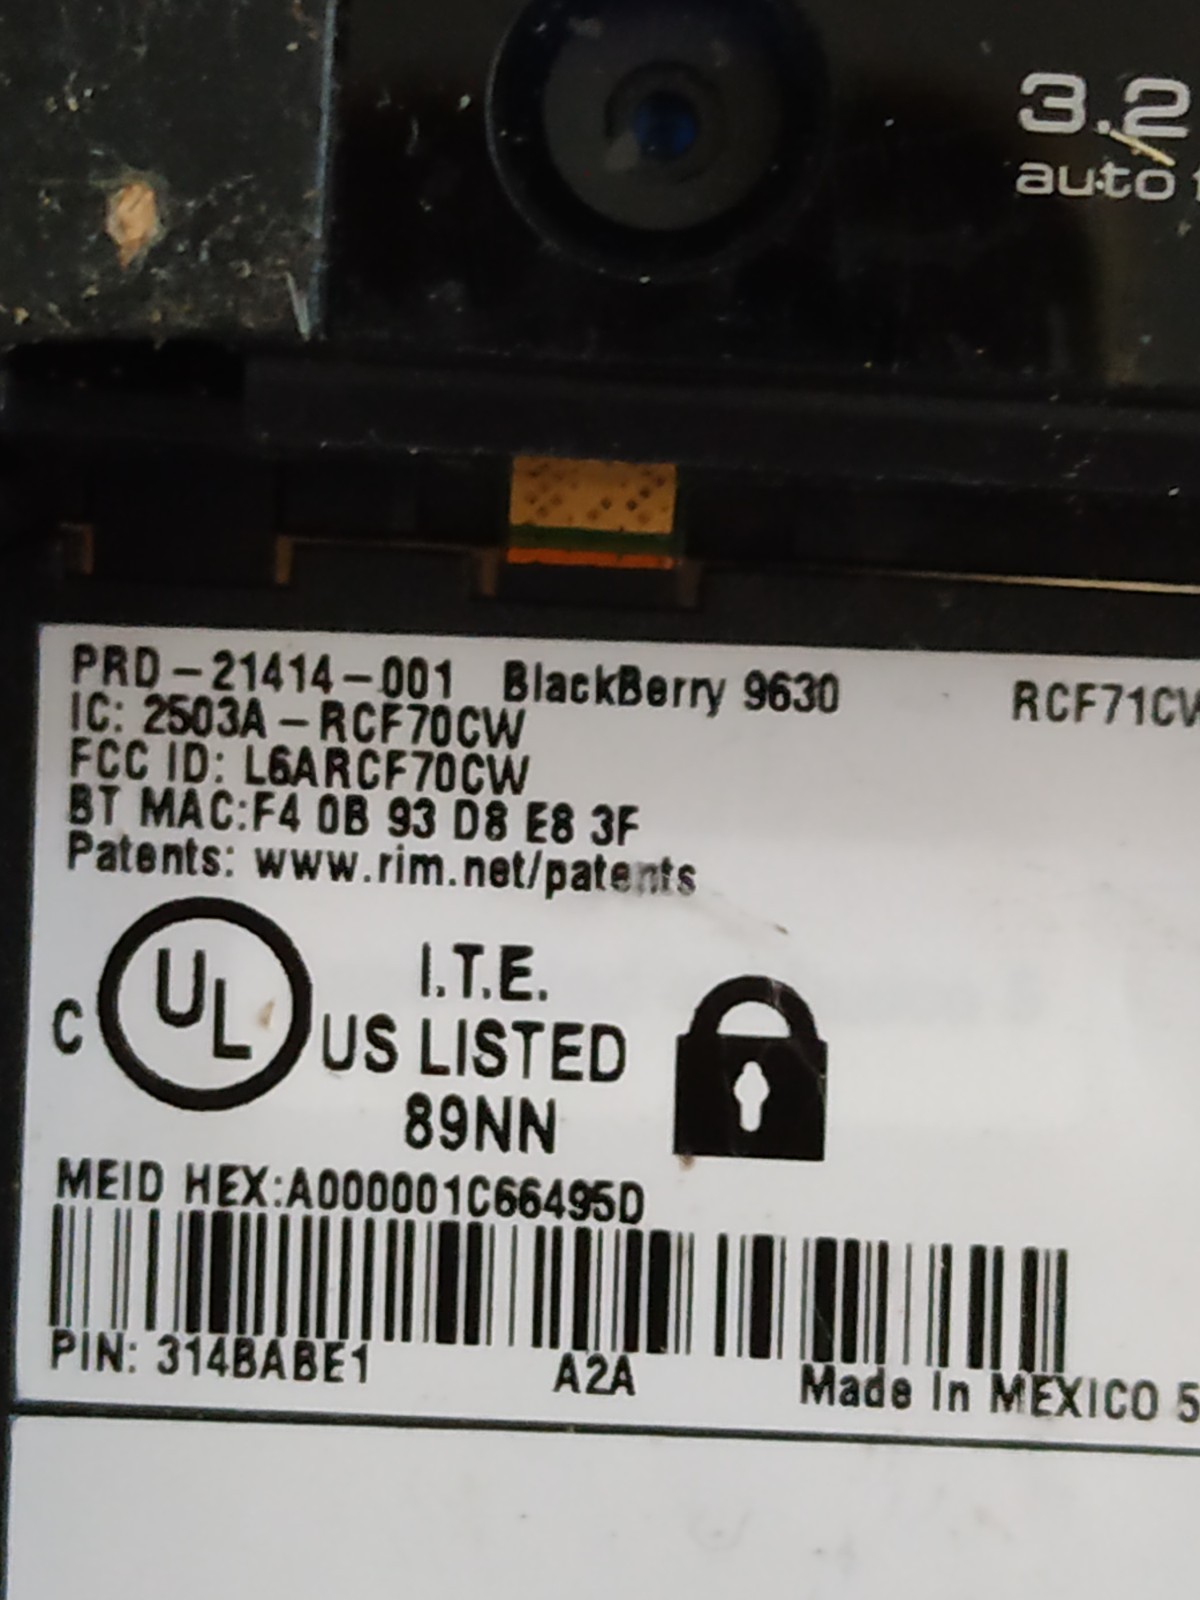 3.2
auto
PRD-21414-001 BlackBerry 9630 RCF71CW
IC: 2503A-RCF70CW
FCC ID: L6ARCF70CW
BT MAC:F4 0B 93 D8 E8 3F
Patents: www.rim.net/patents
C UL US I.T.E.
LISTED
89NN
MEID HEX:A000001C66495D
PIN: 314BABE1 A2A Made In MEXICO 5